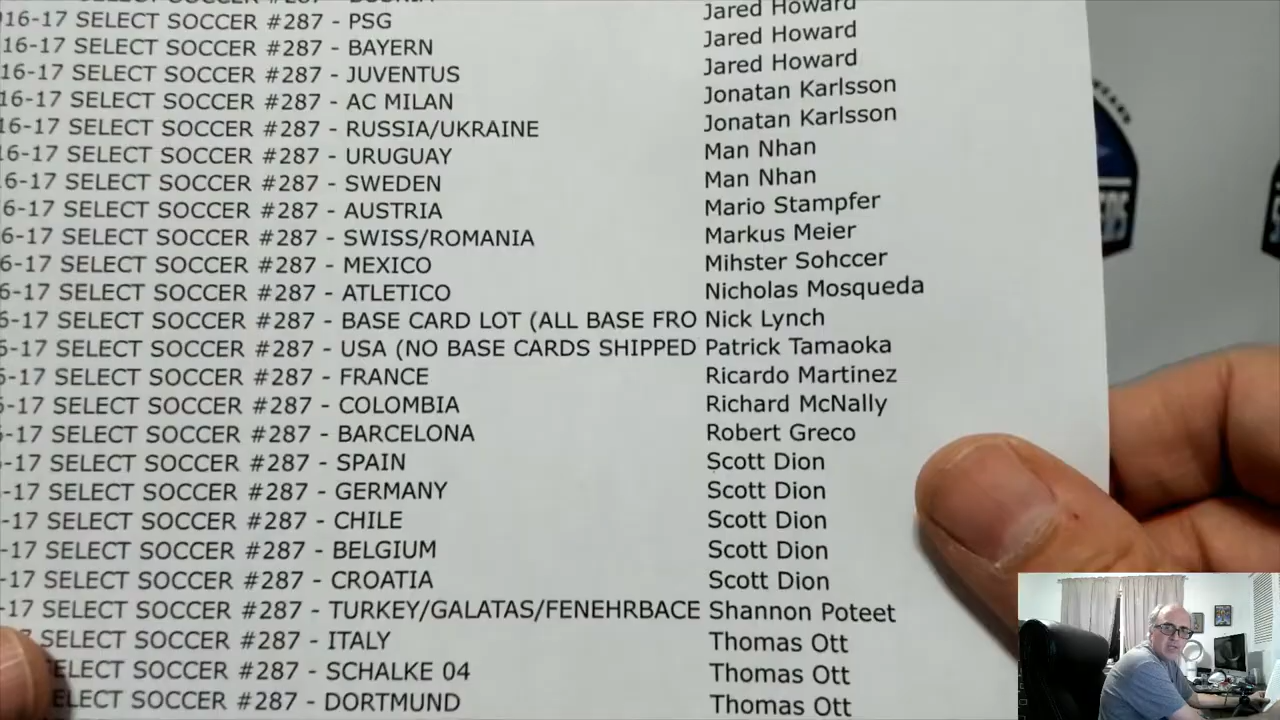 16-17 SELECT SOCCER #287 - PSG Jared Howard
16-17 SELECT SOCCER #287 - BAYERN Jared Howard
16-17 SELECT SOCCER #287 - JUVENTUS Jared Howard
16-17 SELECT SOCCER #287 - AC MILAN Jonatan Karlsson
16-17 SELECT SOCCER #287 - RUSSIA/UKRAINE Jonatan Karlsson
16-17 SELECT SOCCER #287 - URUGUAY Man Nhan
6-17 SELECT SOCCER #287 - SWEDEN Man Nhan
6-17 SELECT SOCCER #287 - AUSTRIA Mario Stampfer
6-17 SELECT SOCCER #287 - SWISS/ROMANIA Markus Meier
6-17 SELECT SOCCER #287 - MEXICO Mihster Sohccer
6-17 SELECT SOCCER #287 - ATLETICO Nicholas Mosqueda
6-17 SELECT SOCCER #287 - BASE CARD LOT (ALL BASE FRO Nick Lynch
6-17 SELECT SOCCER #287 - USA (NO BASE CARDS SHIPPED Patrick Tamaoka
6-17 SELECT SOCCER #287 - FRANCE Ricardo Martinez
6-17 SELECT SOCCER #287 - COLOMBIA Richard McNally
6-17 SELECT SOCCER #287 - BARCELONA Robert Greco
-17 SELECT SOCCER #287 - SPAIN Scott Dion
-17 SELECT SOCCER #287 - GERMANY Scott Dion
-17 SELECT SOCCER #287 - CHILE Scott Dion
-17 SELECT SOCCER #287 - BELGIUM Scott Dion
-17 SELECT SOCCER #287 - CROATIA Scott Dion
-17 SELECT SOCCER #287 - TURKEY/GALATAS/FENEHRBACE Shannon Poteet
7 SELECT SOCCER #287 - ITALY Thomas Ott
SELECT SOCCER #287 - SCHALKE 04 Thomas Ott
ELECT SOCCER #287 - DORTMUND Thomas Ott